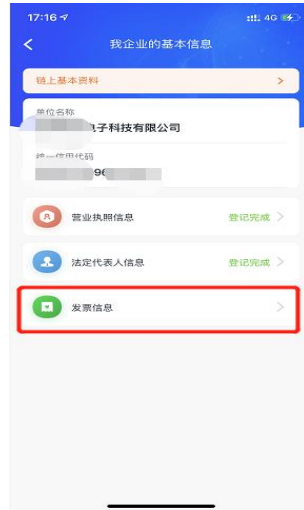 17:16
4G
我企业的基本信息
链上基本资料
单位名称
电子科技有限公司
统一信用代码
96
营业执照信息 登记完成
法定代表人信息 登记完成
发票信息